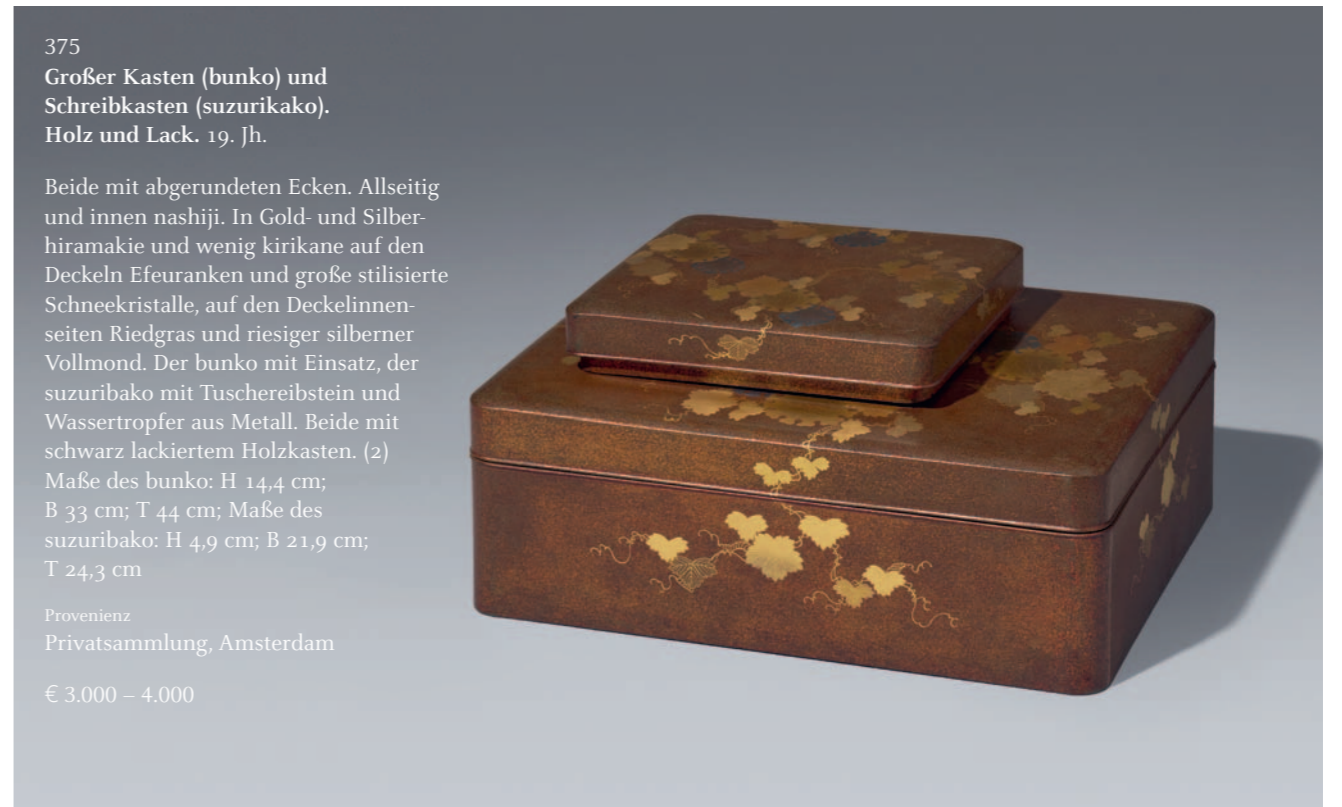 375
Großer Kasten (bunko) und
Schreibkasten (suzurikako).
Holz und Lack. 19. Jh.
Beide mit abgerundeten Ecken. Allseitig
und innen nashiji. In Gold- und Silber-
hiramakie und wenig kirikane auf den
Deckeln Efeuranken und große stilisierte
Schneekristalle, auf den Deckelinnen-
seiten Riedgras und riesiger silberner
Vollmond. Der bunko mit Einsatz, der
suzuribako mit Tuschereibstein und
Wassertropfer aus Metall. Beide mit
schwarz lackiertem Holzkasten. (2)
Maße des bunko: H 14,4 cm;
B 33 cm; T 44 cm; Maße des
suzuribako: H 4,9 cm; B 21,9 cm;
T 24,3 cm
Provenienz
Privatsammlung, Amsterdam
€ 3.000 – 4.000